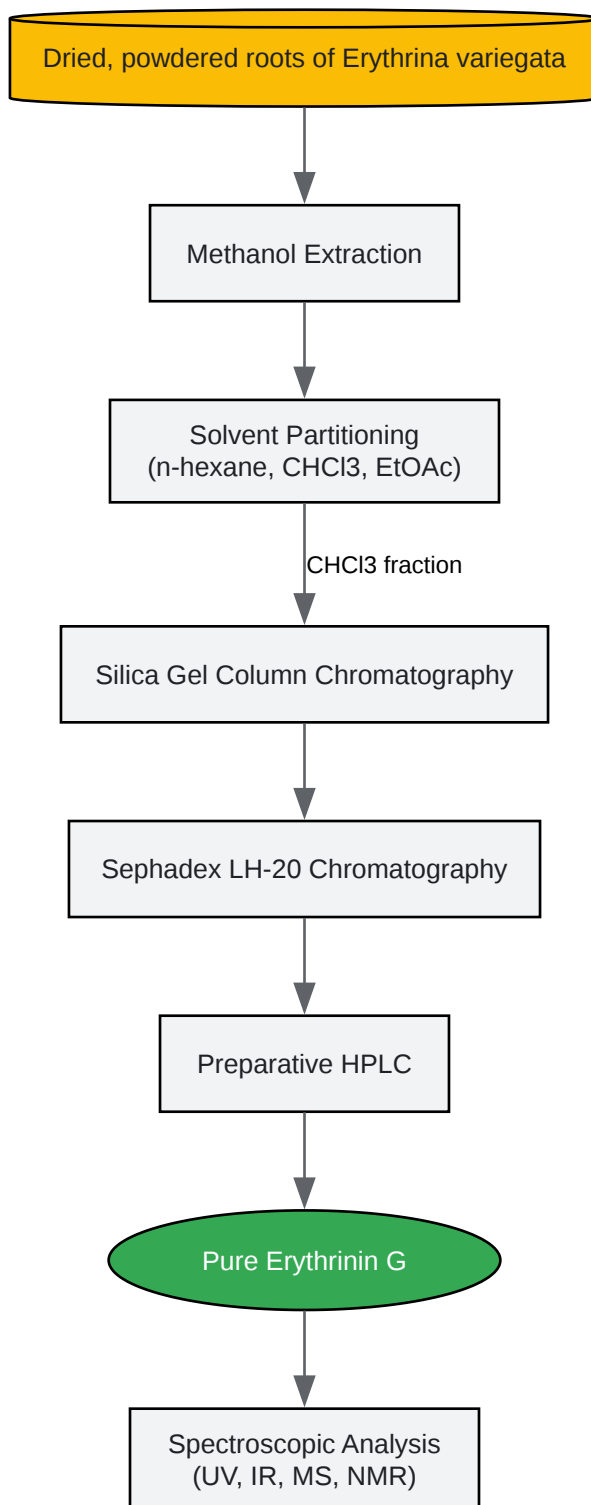 Dried, powdered roots of Erythrina variegata
Methanol Extraction
Solvent Partitioning
(n-hexane, CHCl3, EtOAc)
CHCl3 fraction
Silica Gel Column Chromatography
Sephadex LH-20 Chromatography
Preparative HPLC
Pure Erythrinin G
Spectroscopic Analysis
(UV, IR, MS, NMR)